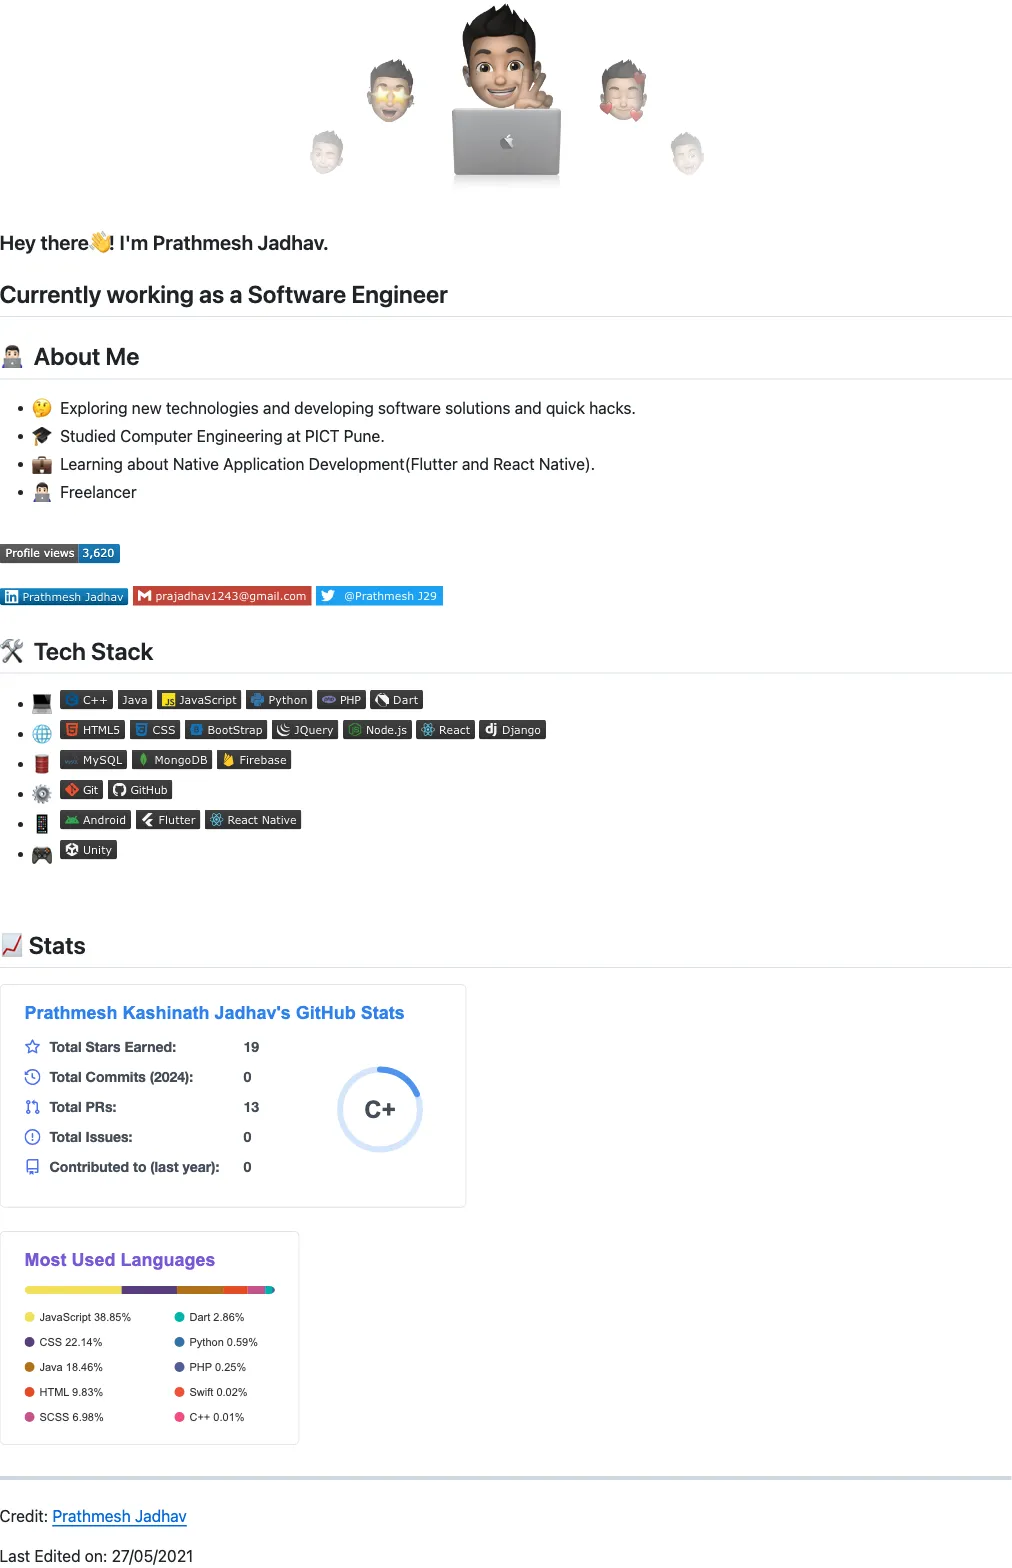 Hey there👋! I'm Prathmesh Jadhav.
Currently working as a Software Engineer
About Me
Exploring new technologies and developing software solutions and quick hacks.
Studied Computer Engineering at PICT Pune.
Learning about Native Application Development(Flutter and React Native).
Freelancer
Profile views 3,620
Prathmesh Jadhav prajadhav1243@gmail.com @Prathmesh J29
Tech Stack
C++ Java JavaScript Python PHP Dart
HTML5 CSS BootStrap JQuery Node.js React Django
MySQL MongoDB Firebase
Git GitHub
Android Flutter React Native
Unity
Stats
Prathmesh Kashinath Jadhav's GitHub Stats
Total Stars Earned: 19
Total Commits (2024): 0
Total PRs: 13
Total Issues: 0
Contributed to (last year): 0
C+
Most Used Languages
JavaScript 38.85%
CSS 22.14%
Java 18.46%
HTML 9.83%
SCSS 6.98%
Dart 2.86%
Python 0.59%
PHP 0.25%
Swift 0.02%
C++ 0.01%
Credit: Prathmesh Jadhav
Last Edited on: 27/05/2021